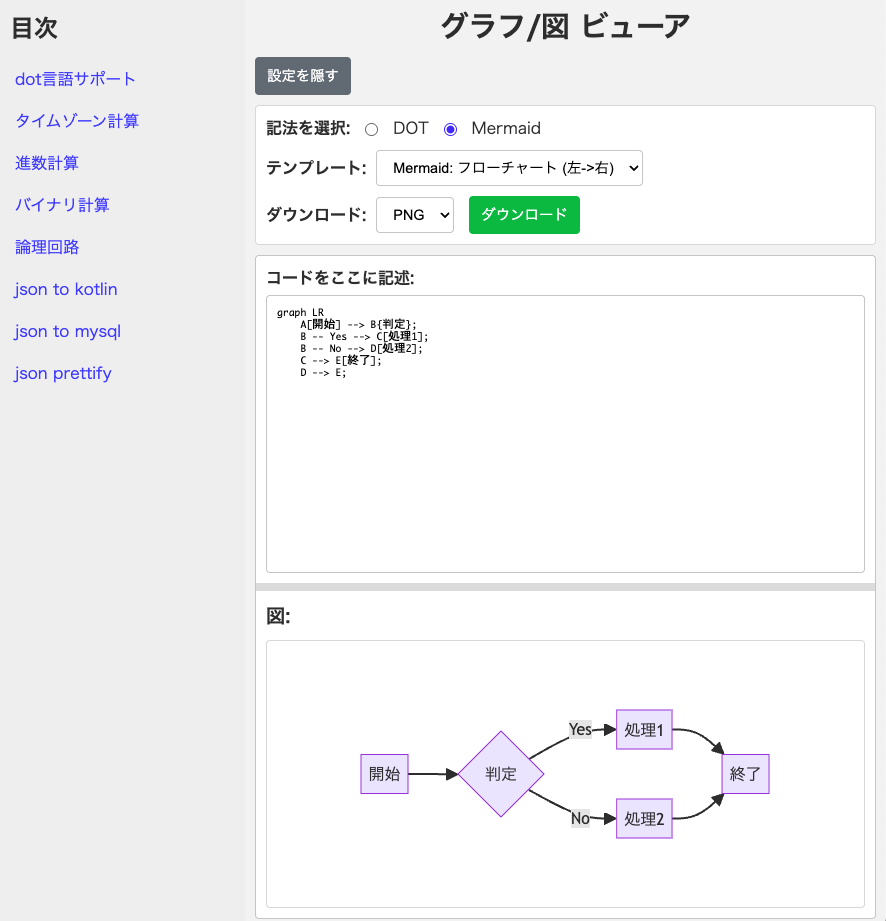 目次
dot言語サポート
タイムゾーン計算
進数計算
バイナリ計算
論理回路
json to kotlin
json to mysql
json prettify
グラフ/図 ビューア
設定を隠す
記法を選択: DOT Mermaid
テンプレート: Mermaid: フローチャート (左->右)
ダウンロード: PNG ダウンロード
コードをここに記述:
graph LR
    A[開始] --> B{判定};
    B -- Yes --> C[処理1];
    B -- No --> D[処理2];
    C --> E[終了];
    D --> E;
図:
開始
判定
Yes
処理1
No
処理2
終了